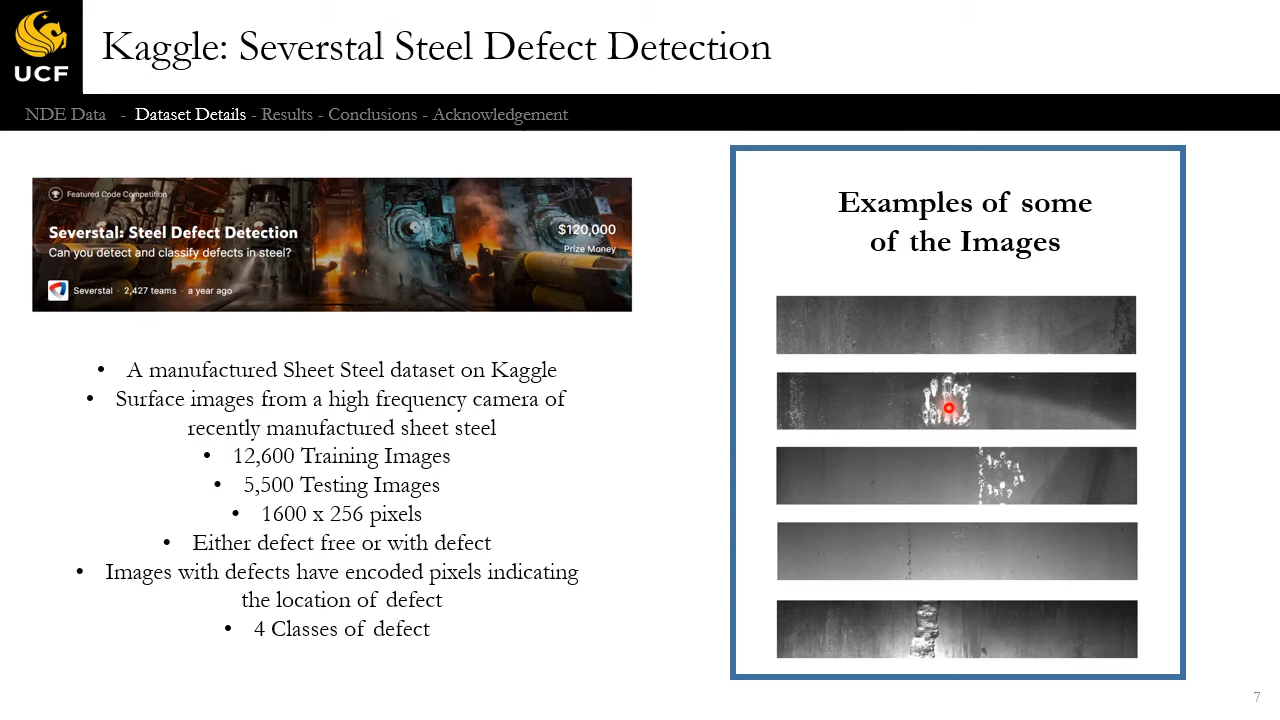 UCF
Kaggle: Severstal Steel Defect Detection
NDE Data - Dataset Details - Results - Conclusions - Acknowledgement
Featured Code Competition
Severstal: Steel Defect Detection
Can you detect and classify defects in steel?
$120,000
Prize Money
Severstal · 2,427 teams · a year ago
• A manufactured Sheet Steel dataset on Kaggle
• Surface images from a high frequency camera of
recently manufactured sheet steel
• 12,600 Training Images
• 5,500 Testing Images
• 1600 x 256 pixels
• Either defect free or with defect
• Images with defects have encoded pixels indicating
the location of defect
• 4 Classes of defect
Examples of some
of the Images
7